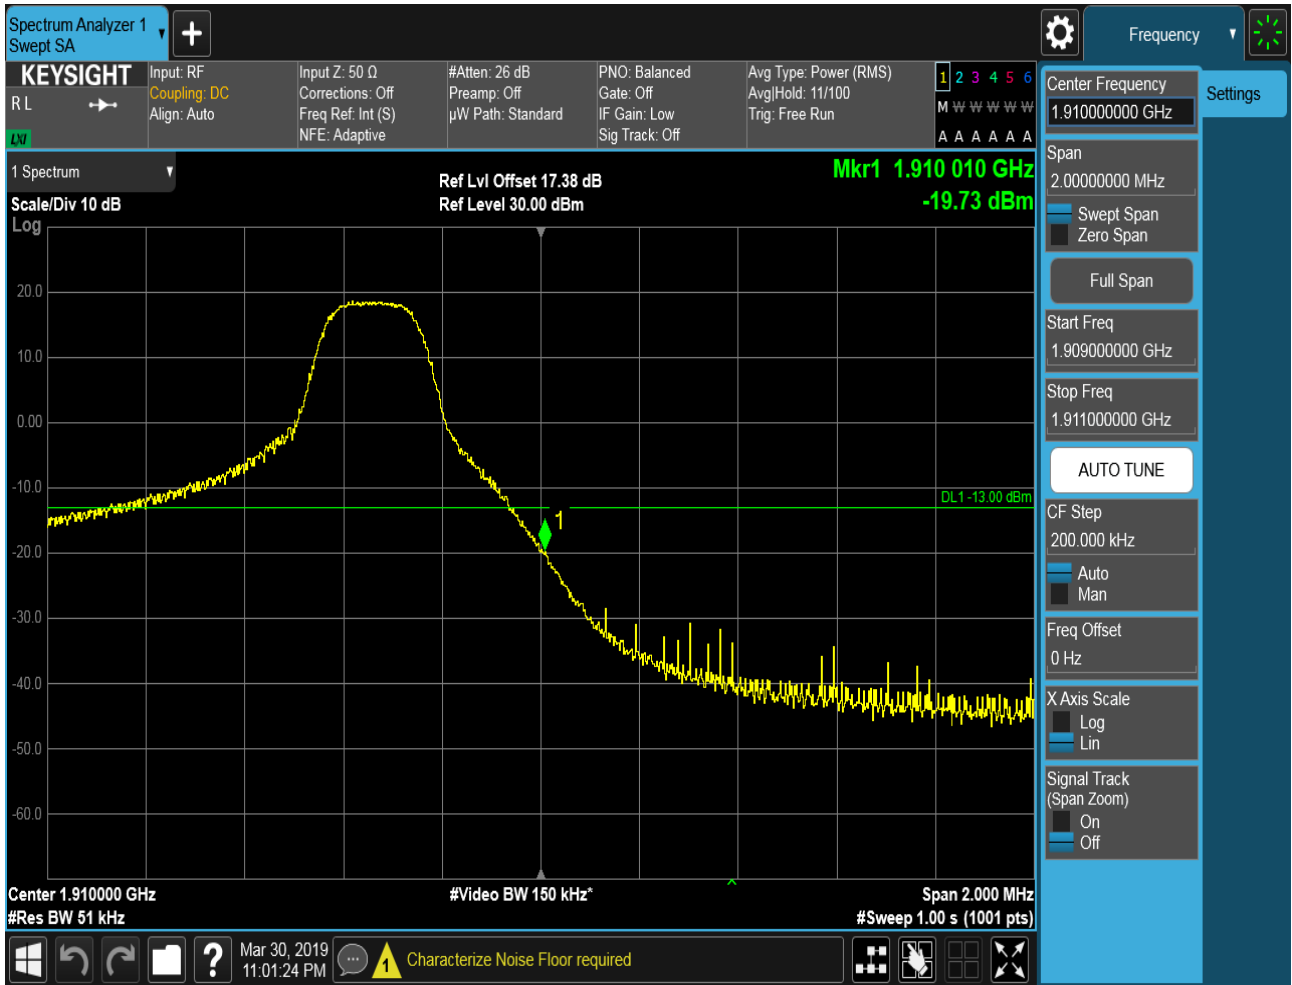 Spectrum Analyzer 1
Swept SA
Frequency
KEYSIGHT
R L
LXI
Input: RF
Coupling: DC
Align: Auto
Input Z: 50 Ω
Corrections: Off
Freq Ref: Int (S)
NFE: Adaptive
#Atten: 26 dB
Preamp: Off
µW Path: Standard
PNO: Balanced
Gate: Off
IF Gain: Low
Sig Track: Off
Avg Type: Power (RMS)
Avg|Hold: 11/100
Trig: Free Run
1 2 3 4 5 6
M W W W W W
A A A A A A
1 Spectrum
Scale/Div 10 dB
Log
Ref Lvl Offset 17.38 dB
Ref Level 30.00 dBm
Mkr1 1.910 010 GHz
-19.73 dBm
20.0
10.0
0.00
-10.0
-20.0
-30.0
-40.0
-50.0
-60.0
DL1 -13.00 dBm
1
Center 1.910000 GHz
#Video BW 150 kHz*
Span 2.000 MHz
#Res BW 51 kHz
#Sweep 1.00 s (1001 pts)
Center Frequency
1.910000000 GHz
Settings
Span
2.00000000 MHz
Swept Span
Zero Span
Full Span
Start Freq
1.909000000 GHz
Stop Freq
1.911000000 GHz
AUTO TUNE
CF Step
200.000 kHz
Auto
Man
Freq Offset
0 Hz
X Axis Scale
Log
Lin
Signal Track
(Span Zoom)
On
Off
?
Mar 30, 2019
11:01:24 PM
1
Characterize Noise Floor required